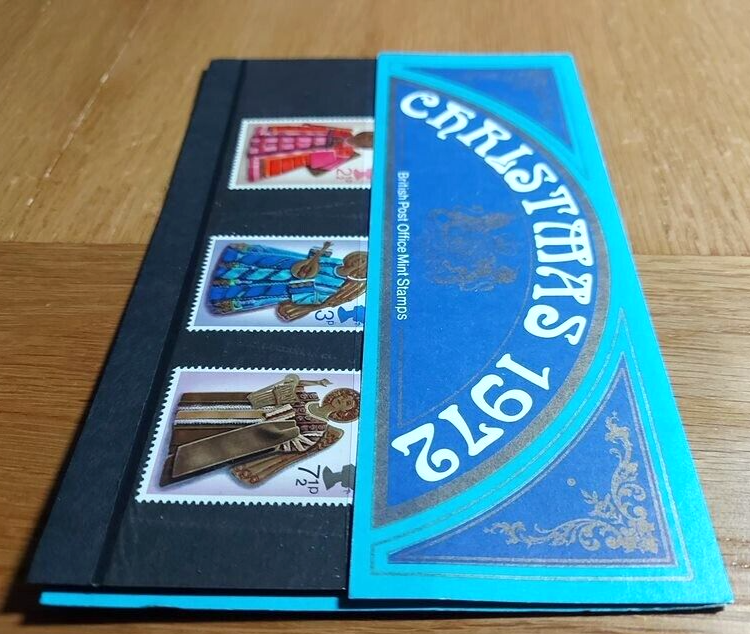 CHRISTMAS 1972
British Post Office Mint Stamps
2½P
3P
7½P